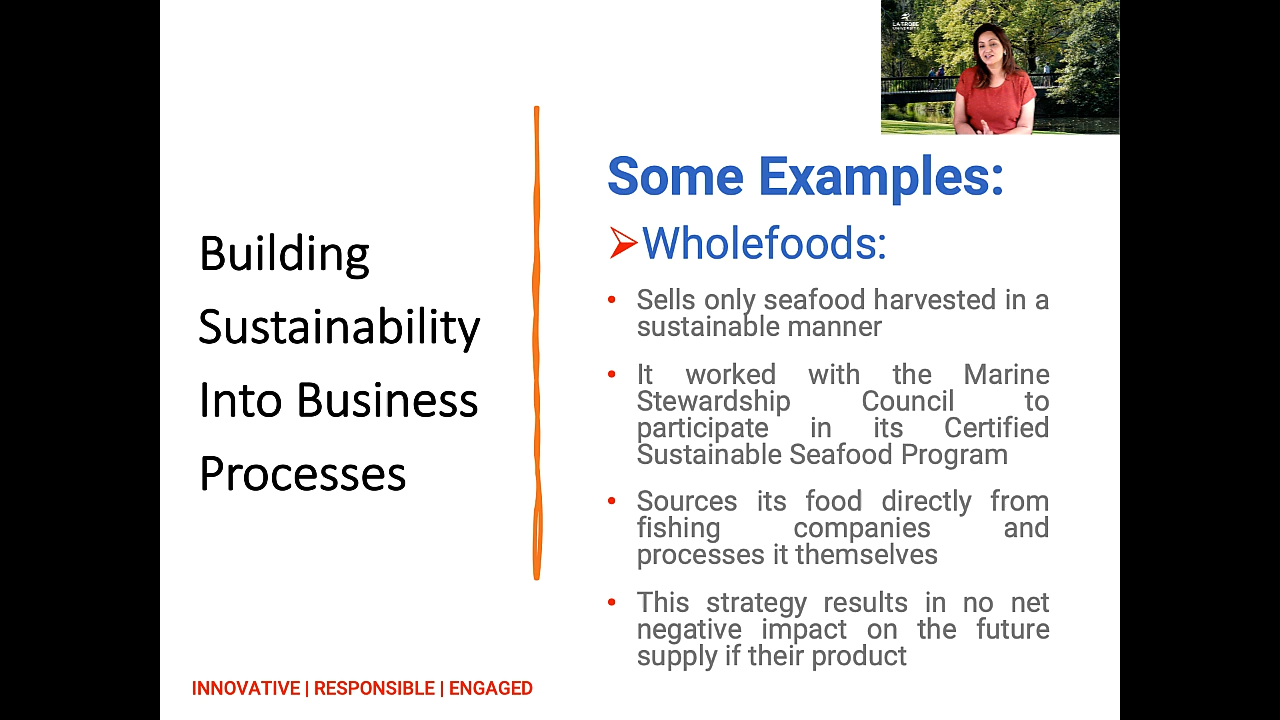 LA TROBE
UNIVERSITY
Building
Sustainability
Into Business
Processes
Some Examples:
Wholefoods:
• Sells only seafood harvested in a
sustainable manner
• It worked with the Marine
Stewardship Council to
participate in its Certified
Sustainable Seafood Program
• Sources its food directly from
fishing companies and
processes it themselves
• This strategy results in no net
negative impact on the future
supply if their product
INNOVATIVE | RESPONSIBLE | ENGAGED